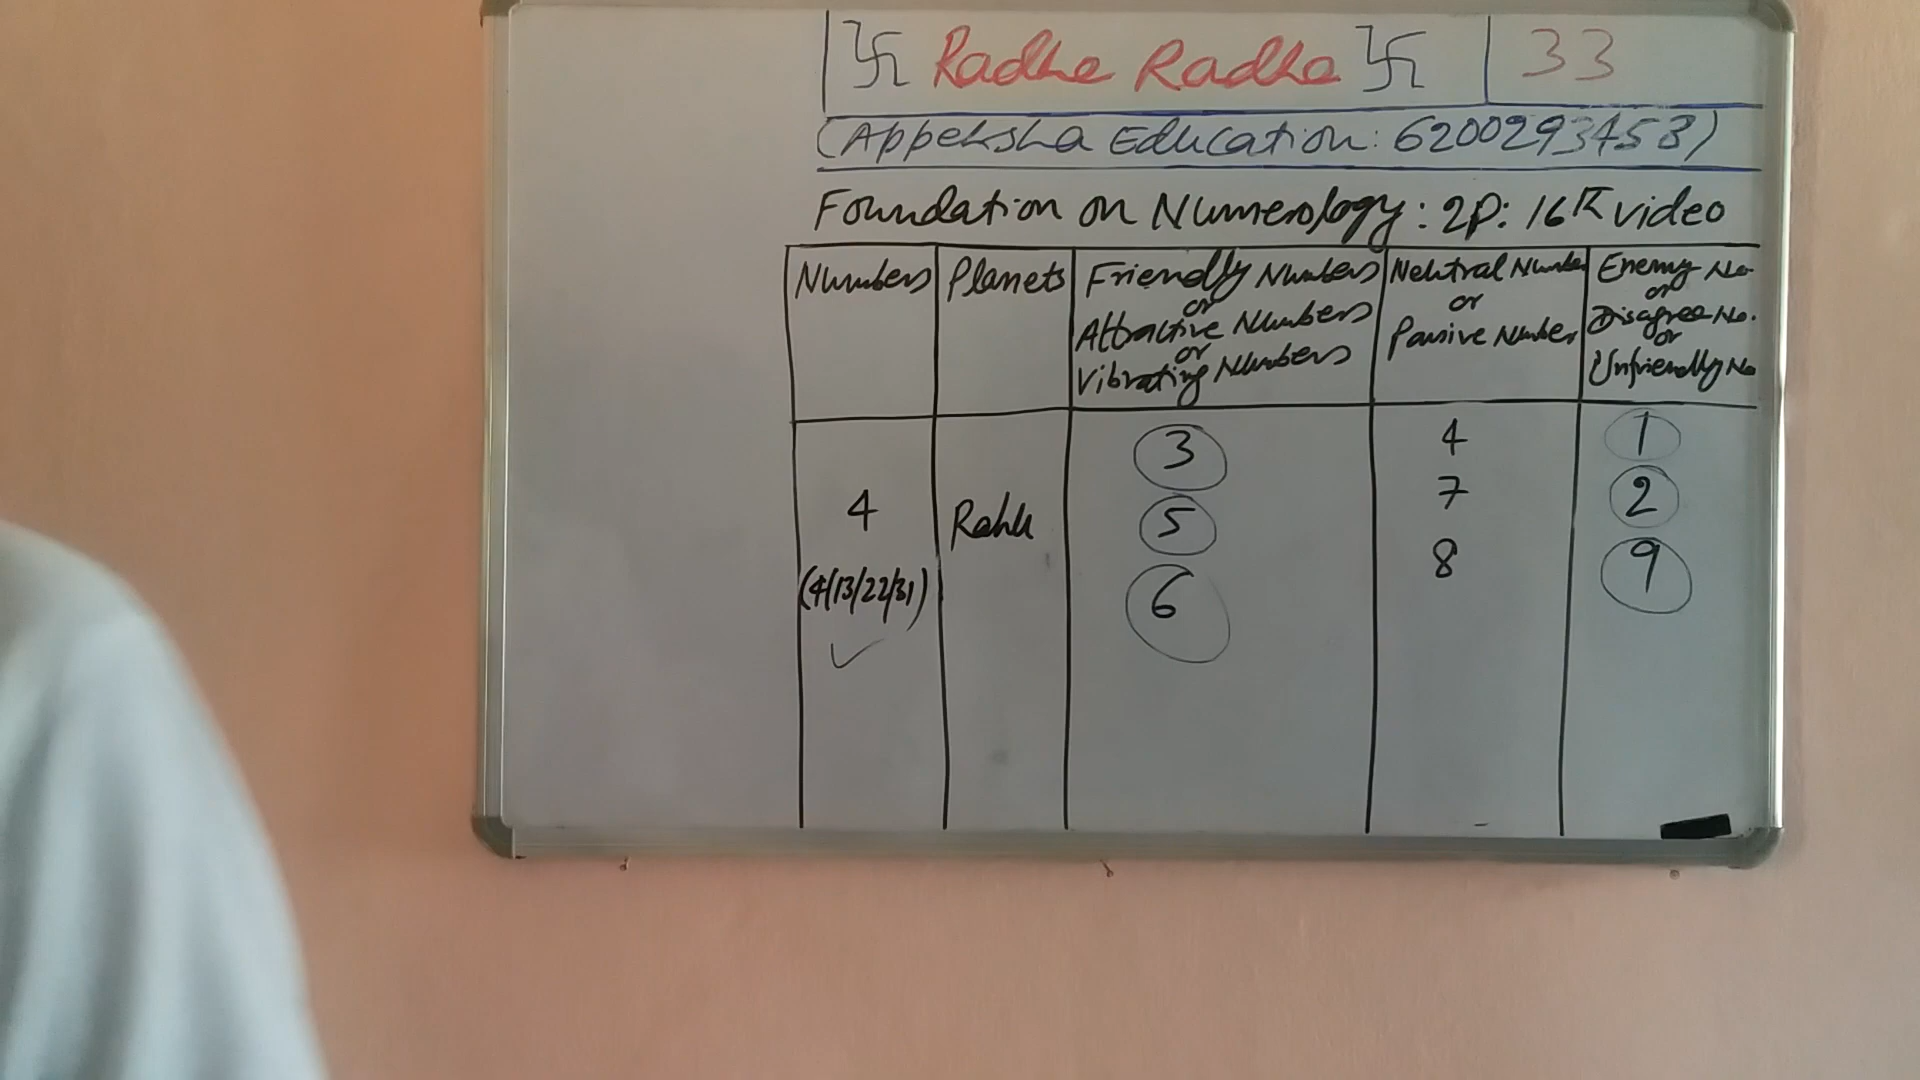 卐 Radhe Radha 卐 33
(Appeksha Education: 6200293458)
Foundation on Numerology: 2P: 16th video
Numbers Planets Friendly Numbers or Attractive Numbers or Vibrating Numbers Neutral Number or Passive Number Enemy No. or Disagree No. or Unfriendly No
4 Rahu 3 4 1
5 7 2
6 8 9
(4/13/22/31)